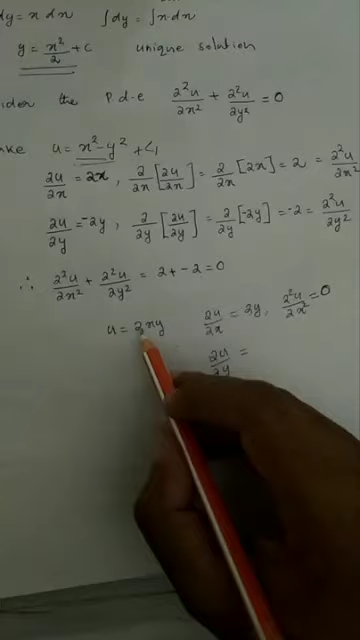 dy = x dx ∫dy = ∫x·dx
y = x²/2 + c unique solution
the P.d.e ∂²u/∂x² + ∂²u/∂y² = 0
u = x² - y² + C₁
∂u/∂x = 2x, ∂/∂x [∂u/∂x] = ∂/∂x [2x] = 2 = ∂²u/∂x²
∂u/∂y = -2y, ∂/∂y [∂u/∂y] = ∂/∂y [-2y] = -2 = ∂²u/∂y²
∴ ∂²u/∂x² + ∂²u/∂y² = 2 + -2 = 0
u = 2xy ∂u/∂x = 2y, ∂²u/∂x² = 0
∂u/∂y =